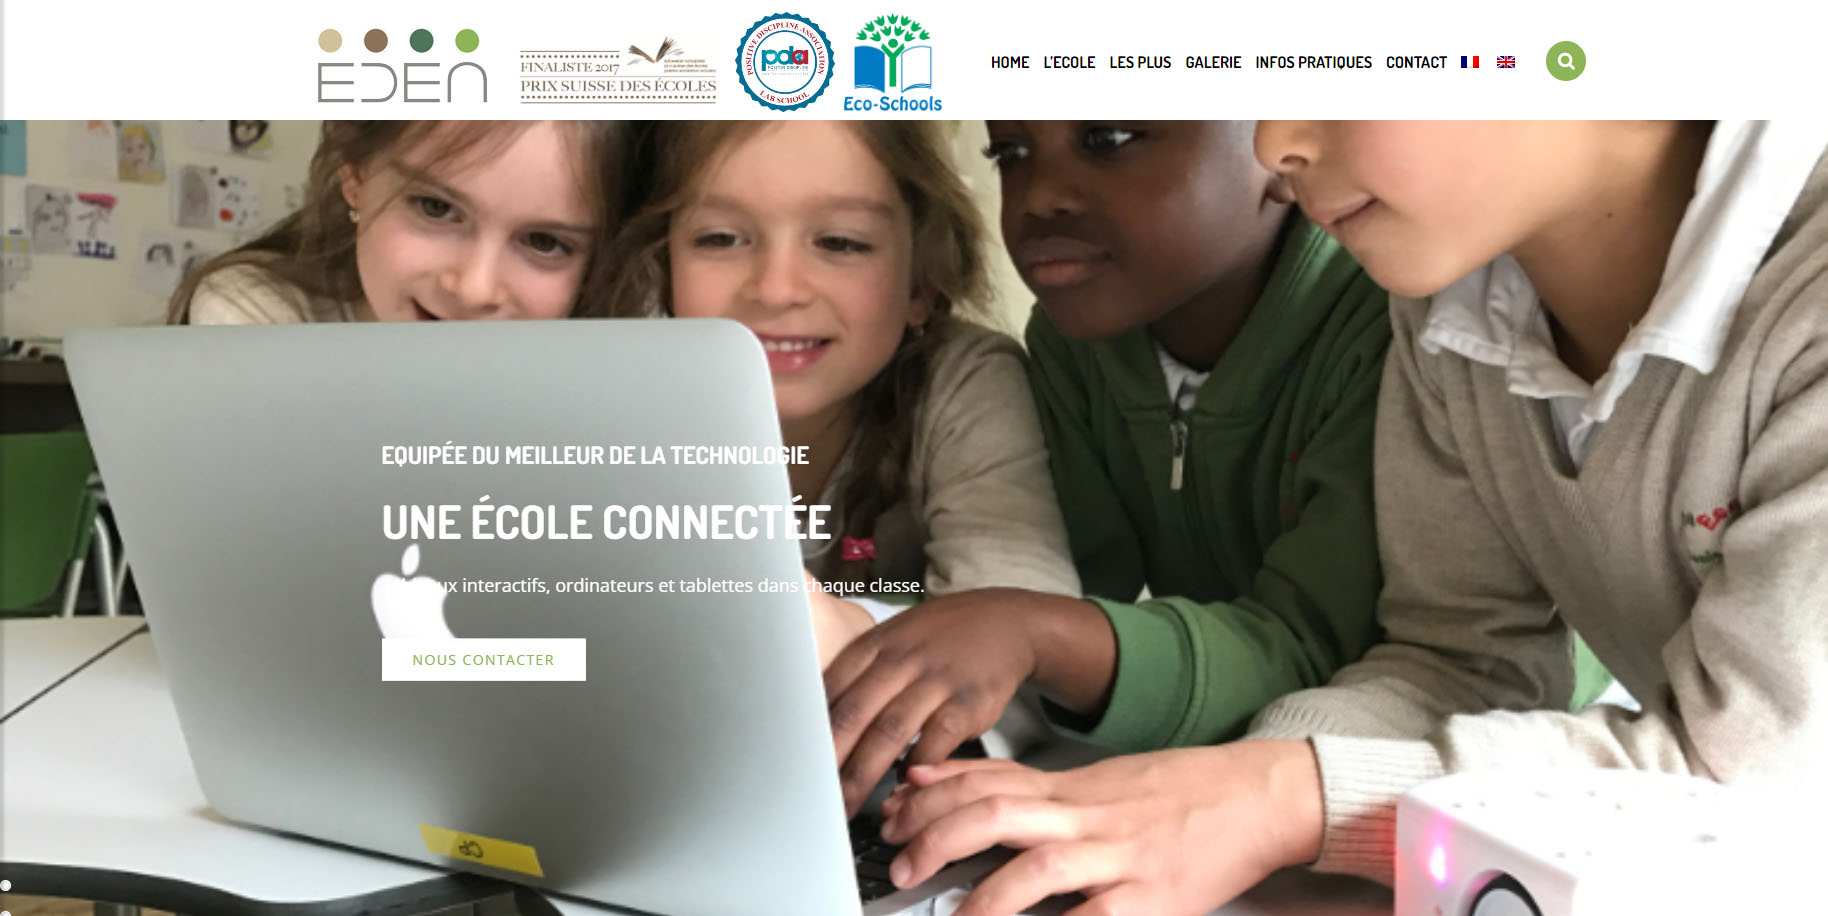 EDEN
FINALISTE 2017
PRIX SUISSE DES ÉCOLES
POSITIVE DISCIPLINE ASSOCIATION
pda
LAB SCHOOL
Eco-Schools
HOME L'ECOLE LES PLUS GALERIE INFOS PRATIQUES CONTACT
EQUIPÉE DU MEILLEUR DE LA TECHNOLOGIE
UNE ÉCOLE CONNECTÉE
interactifs, ordinateurs et tablettes dans chaque classe.
NOUS CONTACTER